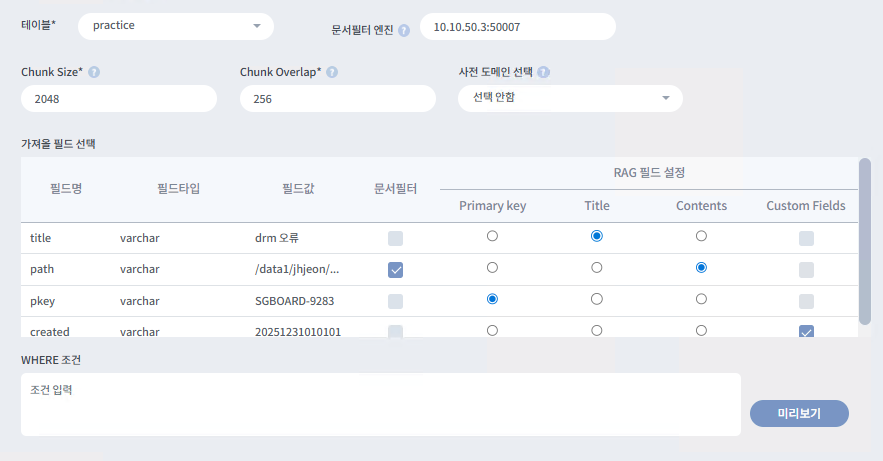 테이블* practice 문서필터 엔진 ? 10.10.50.3:50007
Chunk Size* ? Chunk Overlap* ? 사전 도메인 선택 ?
2048 256 선택 안함
가져올 필드 선택
RAG 필드 설정
필드명 필드타입 필드값 문서필터
Primary key Title Contents Custom Fields
title varchar drm 오류
path varchar /data1/jhjeon/...
pkey varchar SGBOARD-9283
created varchar 20251231010101
WHERE 조건
조건 입력
미리보기